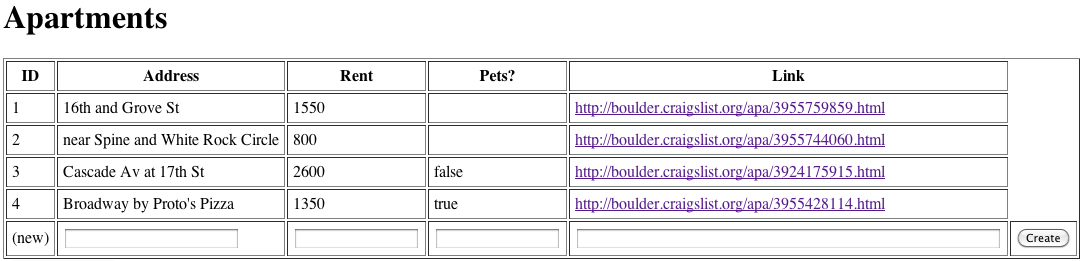 Apartments
ID Address Rent Pets? Link
1 16th and Grove St 1550 http://boulder.craigslist.org/apa/3955759859.html
2 near Spine and White Rock Circle 800 http://boulder.craigslist.org/apa/3955744060.html
3 Cascade Av at 17th St 2600 false http://boulder.craigslist.org/apa/3924175915.html
4 Broadway by Proto's Pizza 1350 true http://boulder.craigslist.org/apa/3955428114.html
(new) Create